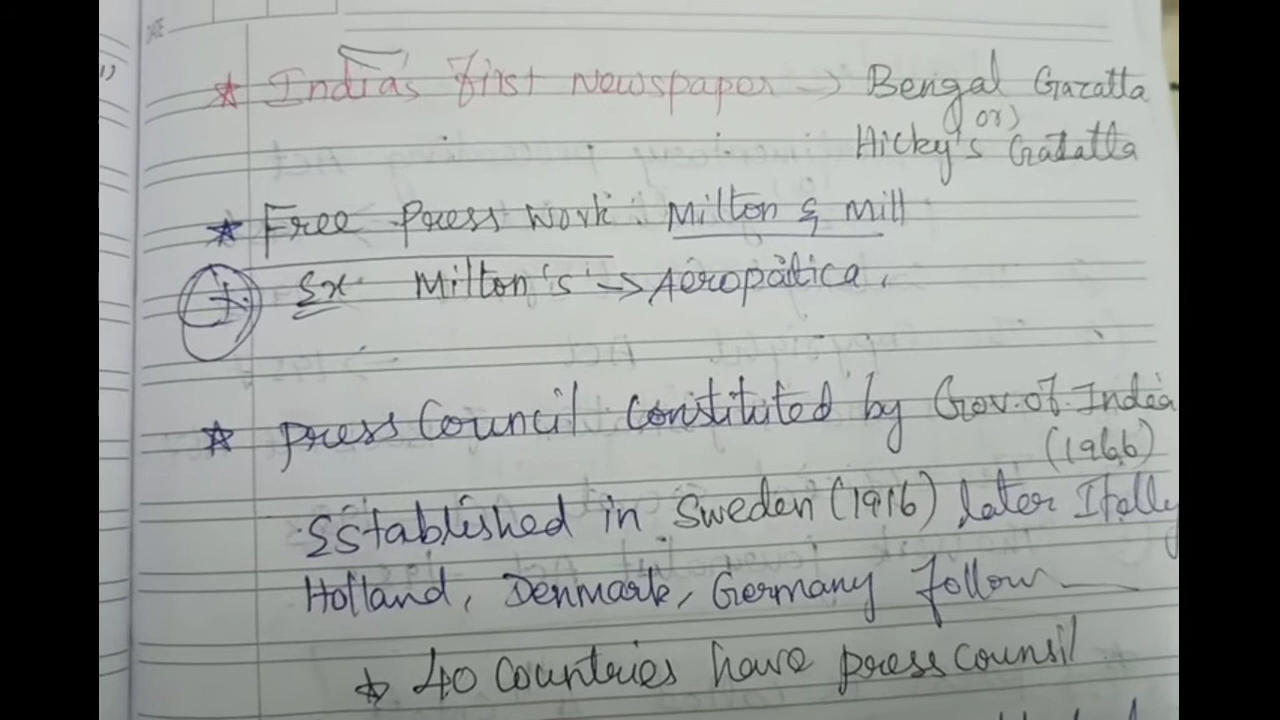 DATE
★ India's first Newspaper → Bengal Gazatta
(or)
Hicky's Gazatta
★ Free press work : Milton & Mill
Ex. Milton's → Aeropatica.
★ press Council constituted by Gov. of. India
(1966)
Established in Sweden (1916) later Itelly
Holland, Denmark, Germany follow
★ 40 countries have press counsil